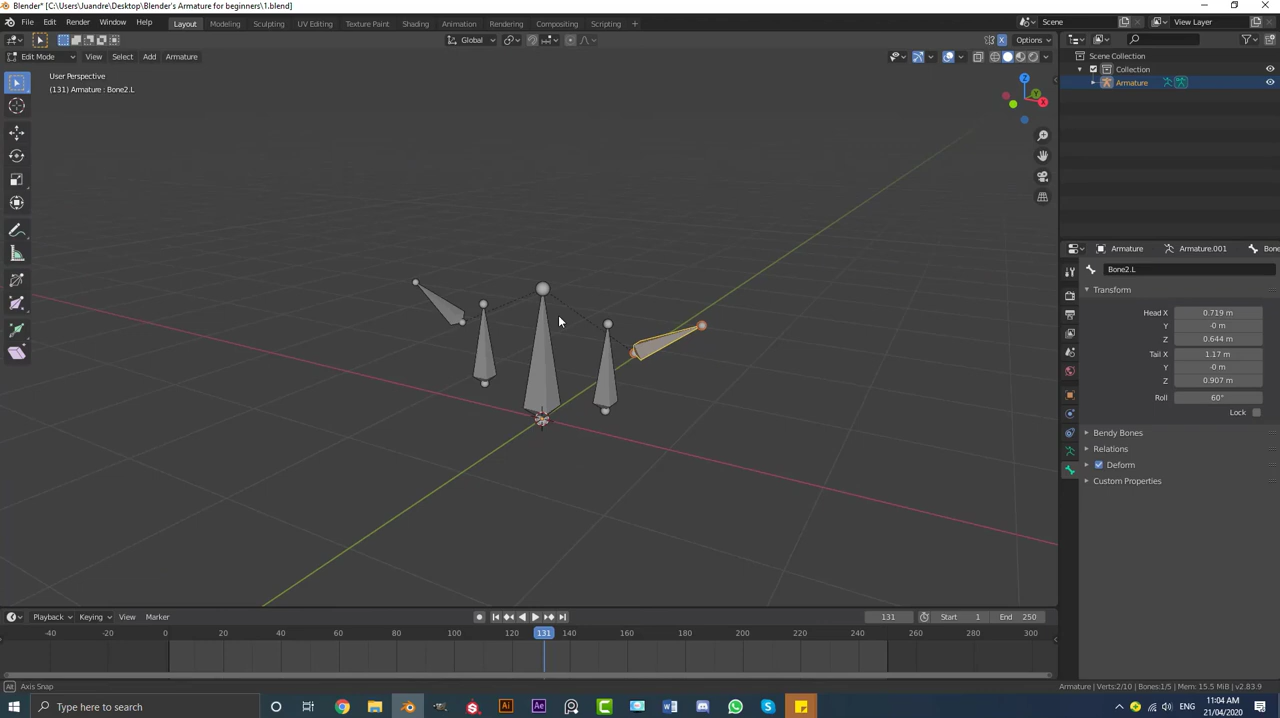 Blender* [C:\Users\Juandre\Desktop\Blender's Armature for beginners\1.blend]
File Edit Render Window Help Layout Modeling Sculpting UV Editing Texture Paint Shading Animation Rendering Compositing Scripting Scene View Layer
Global X Options
Edit Mode View Select Add Armature
Scene Collection
Collection
Armature
User Perspective
(131) Armature : Bone2.L
Z
Y
X
Armature Armature.001 Bone
Bone2.L
Transform
Head X 0.719 m
Y -0 m
Z 0.644 m
Tail X 1.17 m
Y -0 m
Z 0.907 m
Roll 60°
Lock
Bendy Bones
Relations
Deform
Custom Properties
Playback Keying View Marker 131 Start 1 End 250
-40 -20 0 20 40 60 80 100 120 131 140 160 180 200 220 240 260 280 300
Alt Axis Snap Armature | Verts:2/10 | Bones:1/5 | Mem: 15.5 MiB | v2.83.9
Type here to search Ai Ae ENG 11:04 AM
21/04/2020